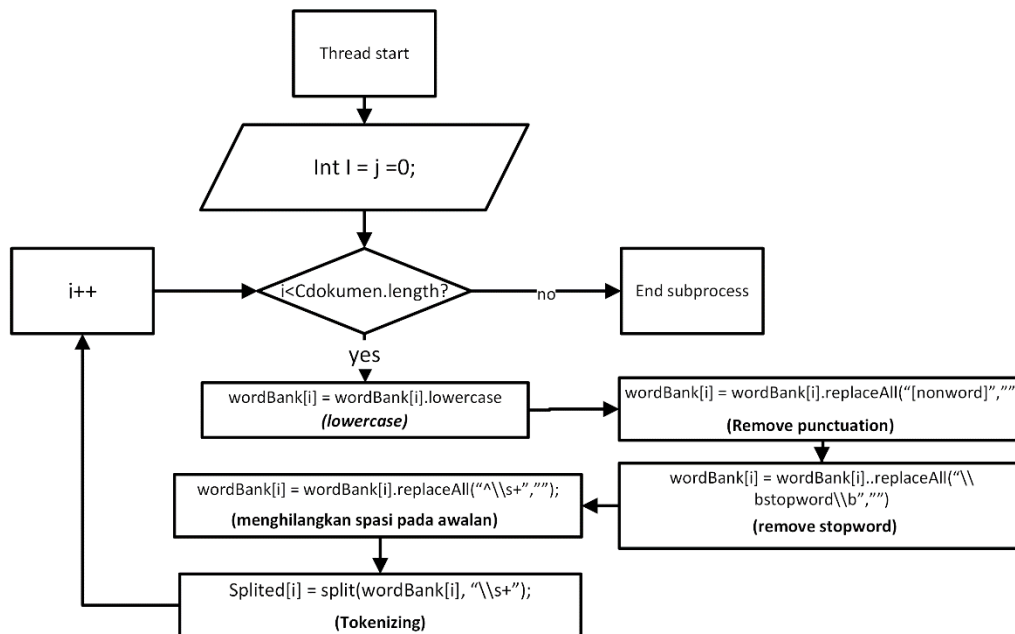 Thread start
Int I = j =0;
i++
i<Cdokumen.length?
no
End subprocess
yes
wordBank[i] = wordBank[i].lowercase
(lowercase)
wordBank[i] = wordBank[i].replaceAll(“[nonword]”,””
(Remove punctuation)
wordBank[i] = wordBank[i]..replaceAll(“\\
bstopword\\b”,””)
(remove stopword)
wordBank[i] = wordBank[i].replaceAll(“^\\s+”,””);
(menghilangkan spasi pada awalan)
Splited[i] = split(wordBank[i], “\\s+”);
(Tokenizing)